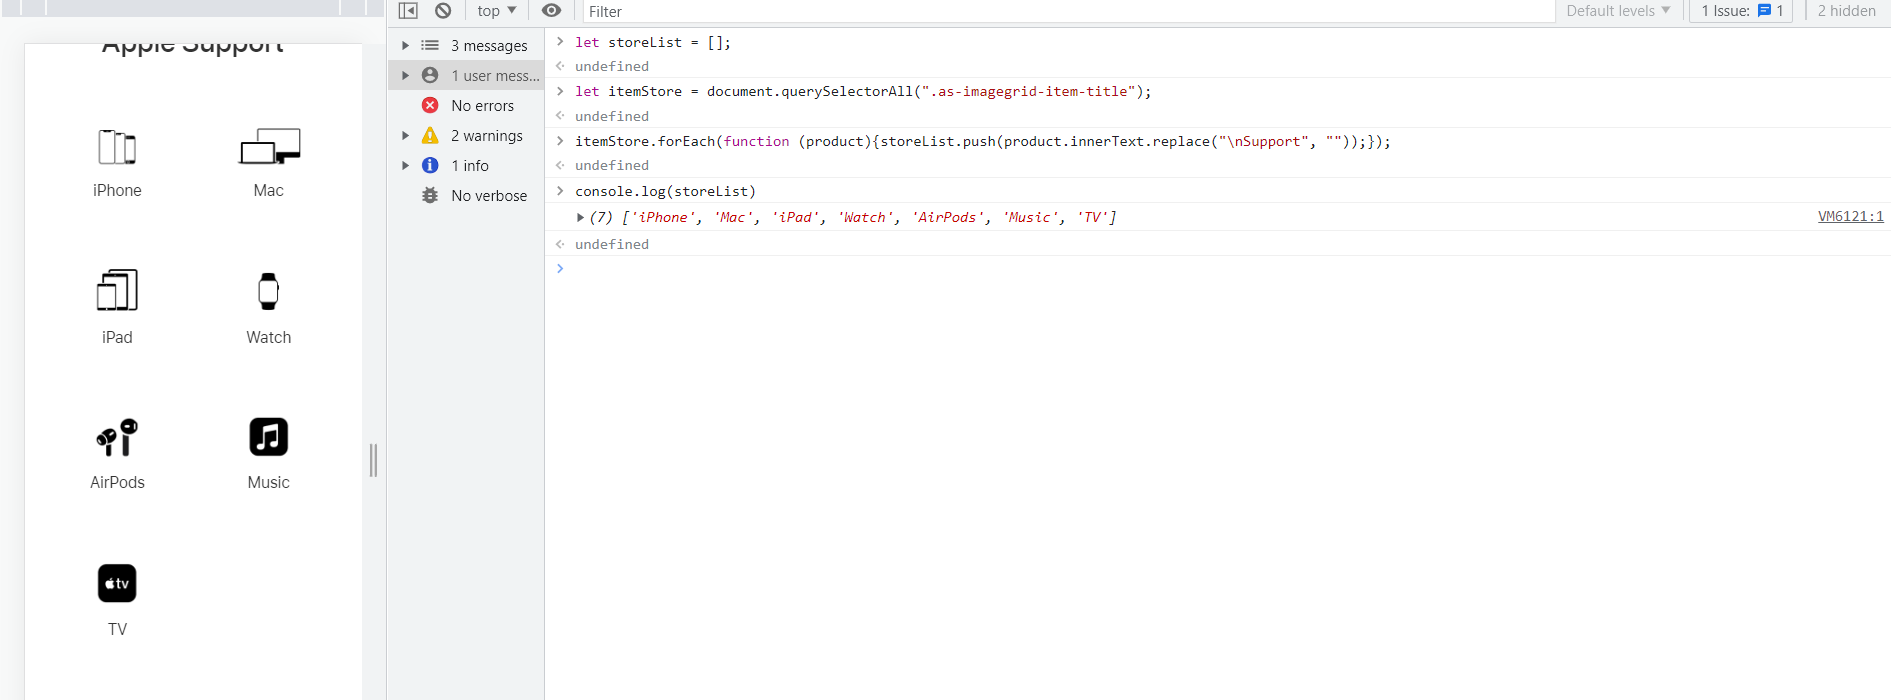 top
Filter
Default levels
1 Issue: 1
2 hidden
Apple Support
iPhone
Mac
iPad
Watch
AirPods
Music
tv
TV
3 messages
1 user mess...
No errors
2 warnings
1 info
No verbose
let storeList = [];
undefined
let itemStore = document.querySelectorAll(".as-imagegrid-item-title");
undefined
itemStore.forEach(function (product){storeList.push(product.innerText.replace("\nSupport", ""));});
undefined
console.log(storeList)
(7) ['iPhone', 'Mac', 'iPad', 'Watch', 'AirPods', 'Music', 'TV']
VM6121:1
undefined